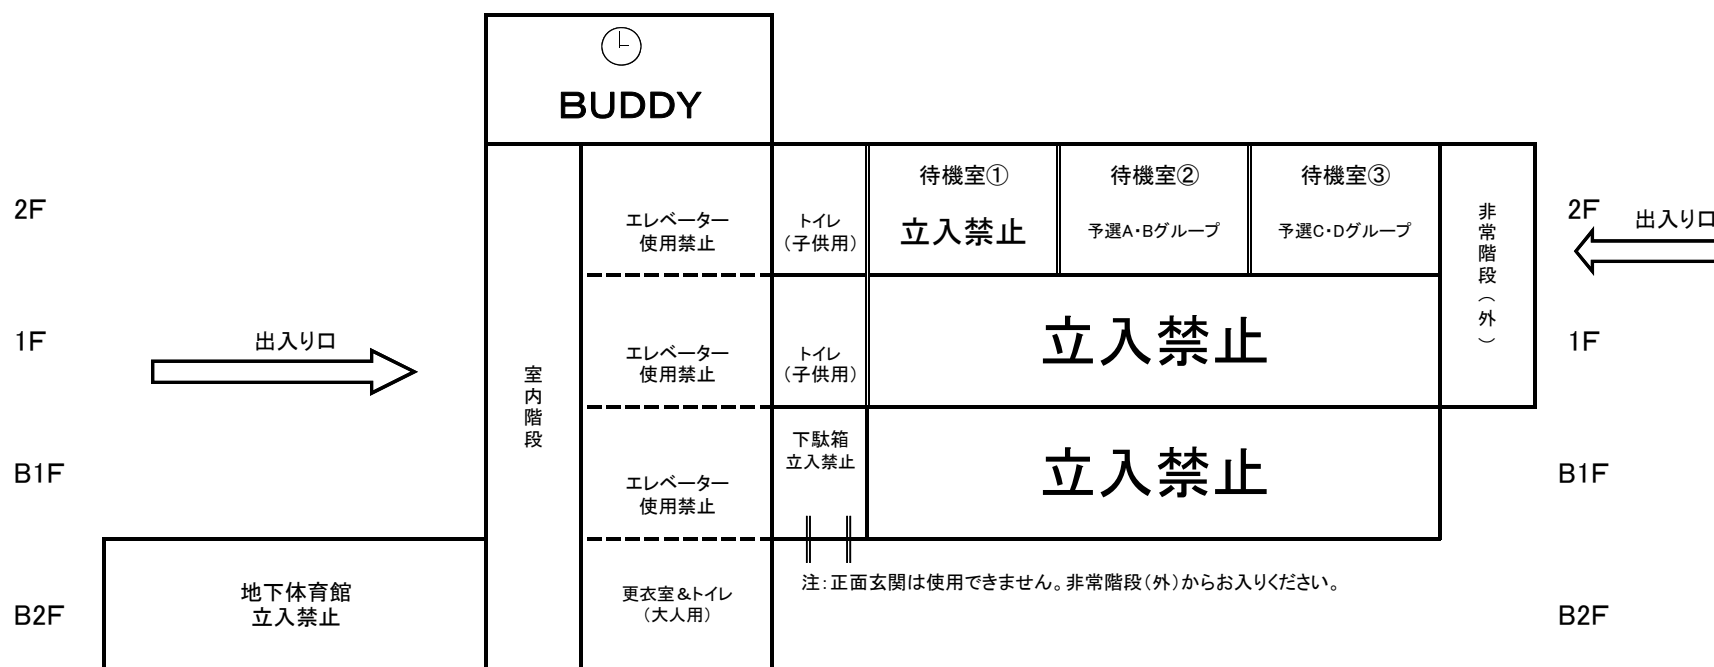 BUDDY
2F
エレベーター
使用禁止
トイレ
(子供用)
待機室①
立入禁止
待機室②
予選A・Bグループ
待機室③
予選C・Dグループ
非常階段(外)
2F
出入り口
1F
出入り口
室内階段
エレベーター
使用禁止
トイレ
(子供用)
立入禁止
1F
B1F
エレベーター
使用禁止
下駄箱
立入禁止
立入禁止
B1F
B2F
地下体育館
立入禁止
更衣室&トイレ
(大人用)
注:正面玄関は使用できません。非常階段(外)からお入りください。
B2F